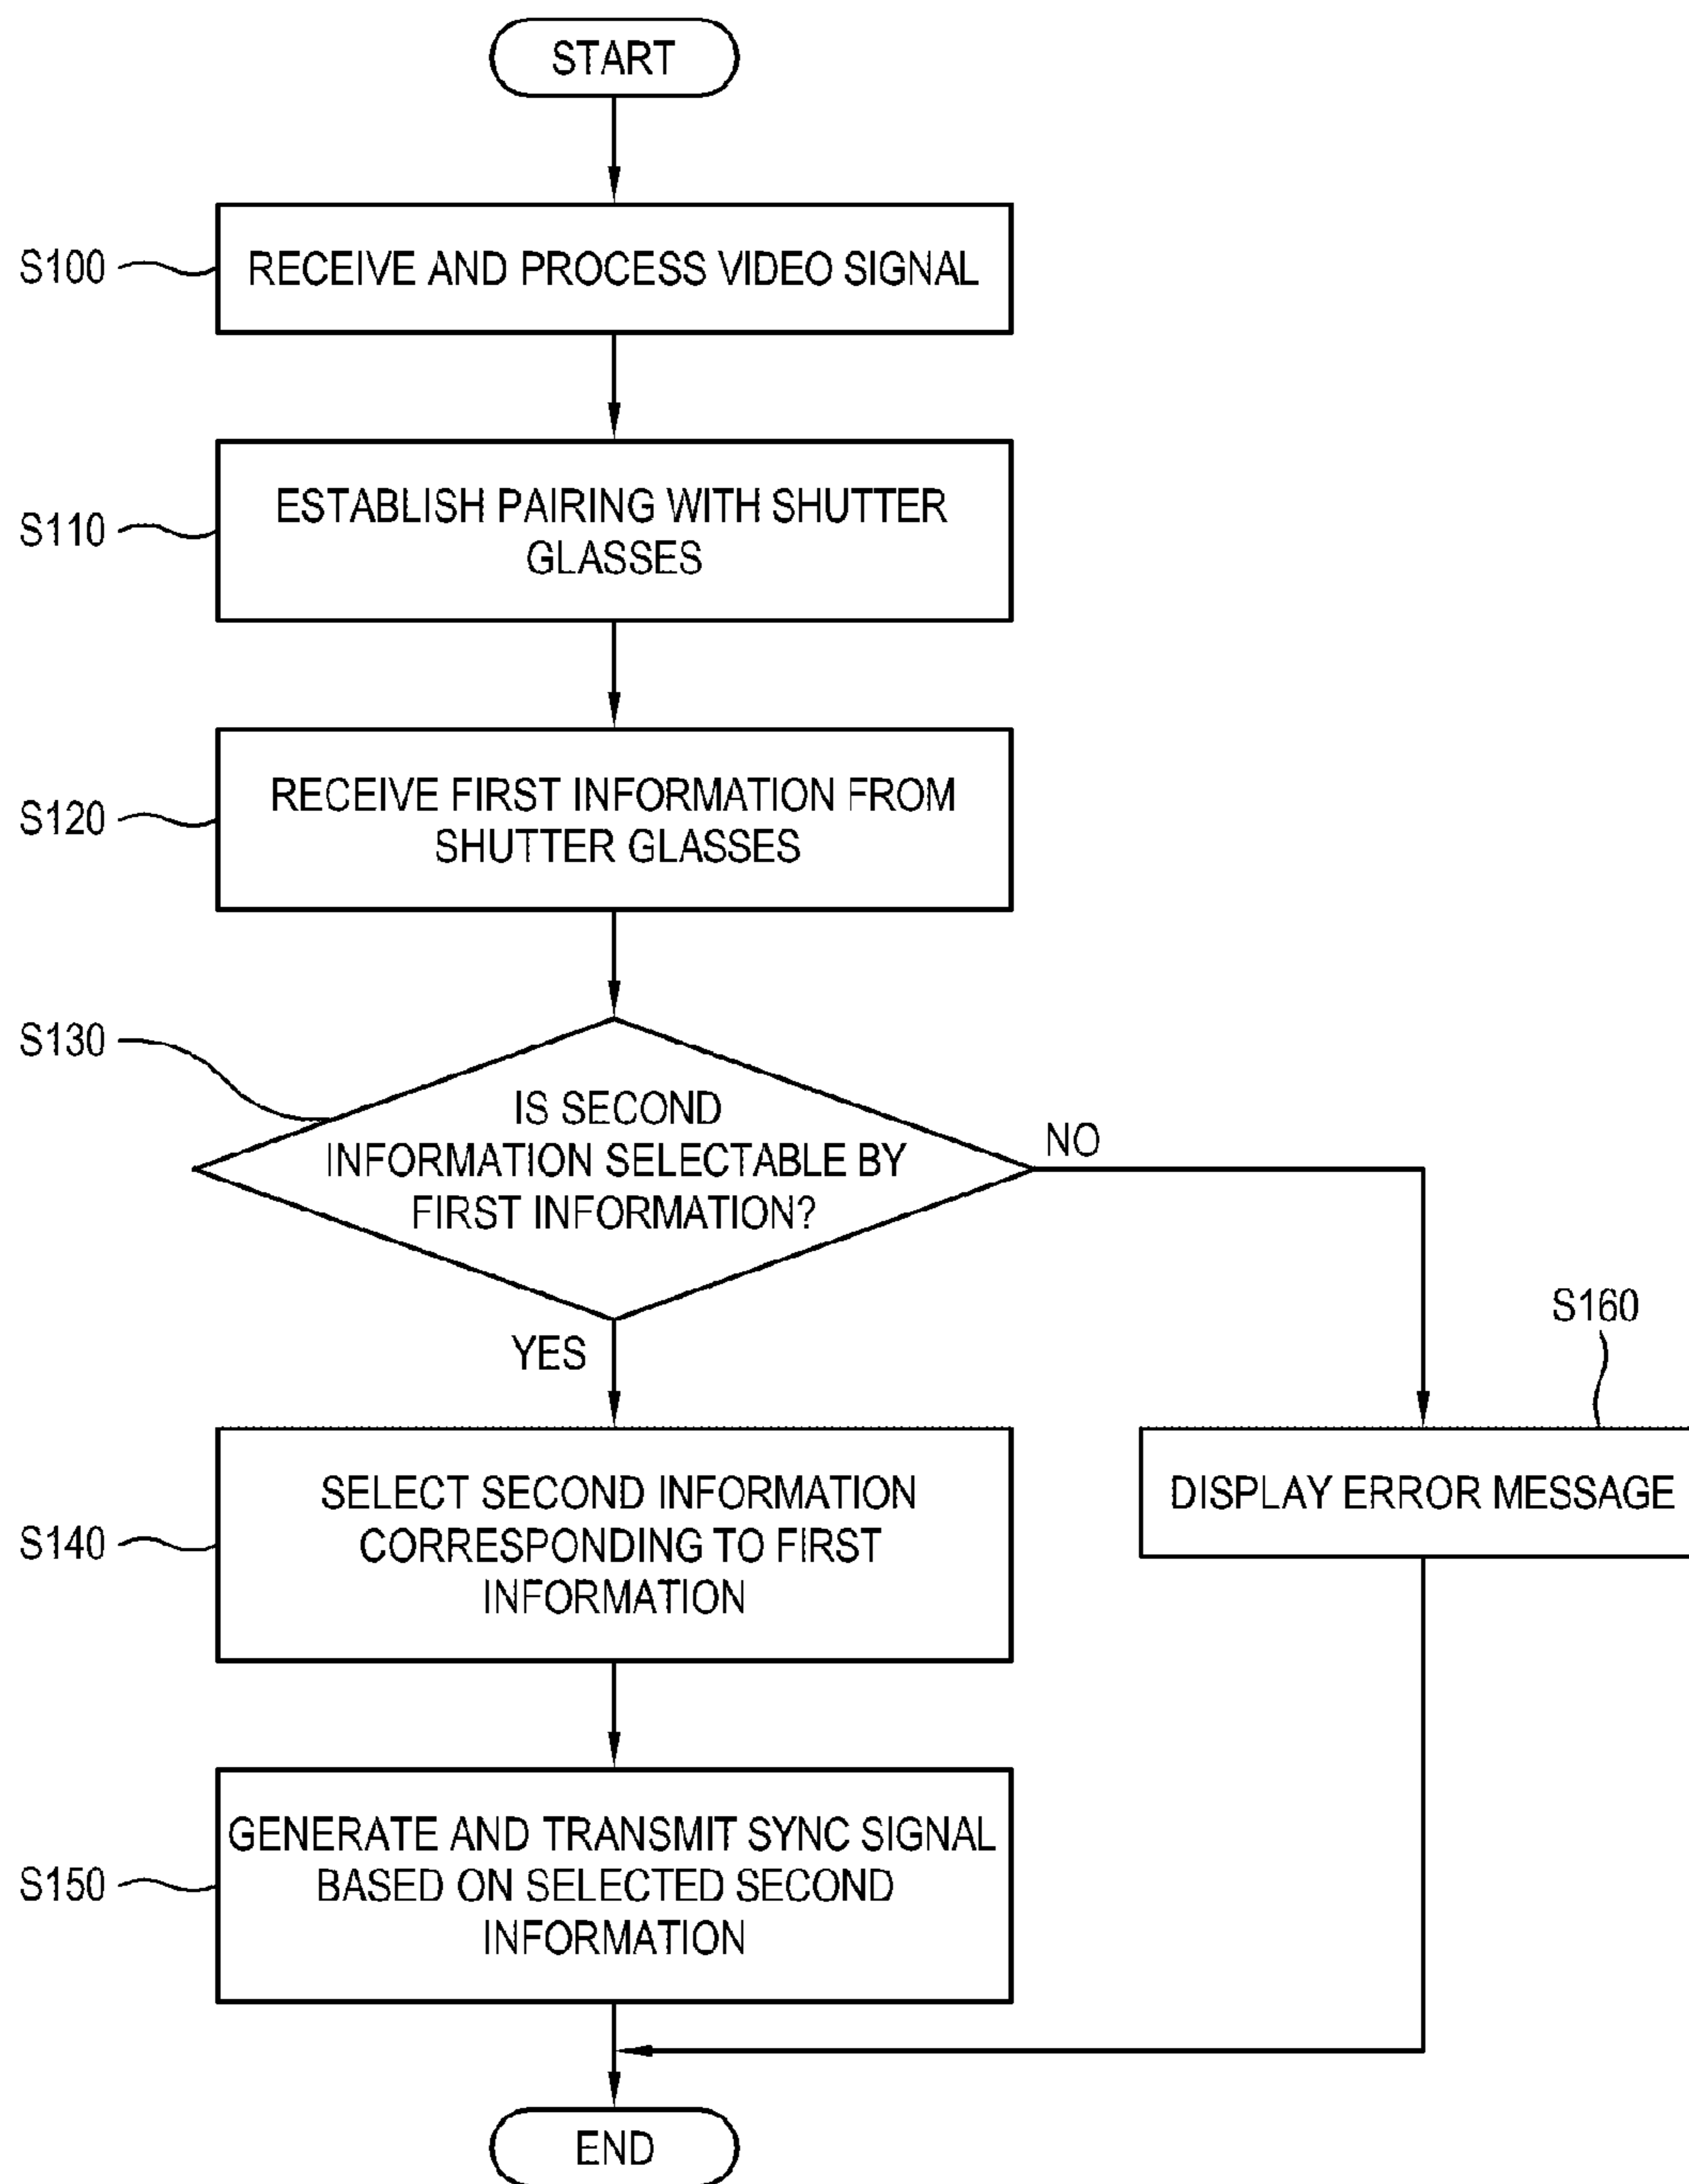 START
S100
RECEIVE AND PROCESS VIDEO SIGNAL
S110
ESTABLISH PAIRING WITH SHUTTER
GLASSES
S120
RECEIVE FIRST INFORMATION FROM
SHUTTER GLASSES
S130
IS SECOND
INFORMATION SELECTABLE BY
FIRST INFORMATION?
NO
YES
S140
SELECT SECOND INFORMATION
CORRESPONDING TO FIRST
INFORMATION
S160
DISPLAY ERROR MESSAGE
S150
GENERATE AND TRANSMIT SYNC SIGNAL
BASED ON SELECTED SECOND
INFORMATION
END